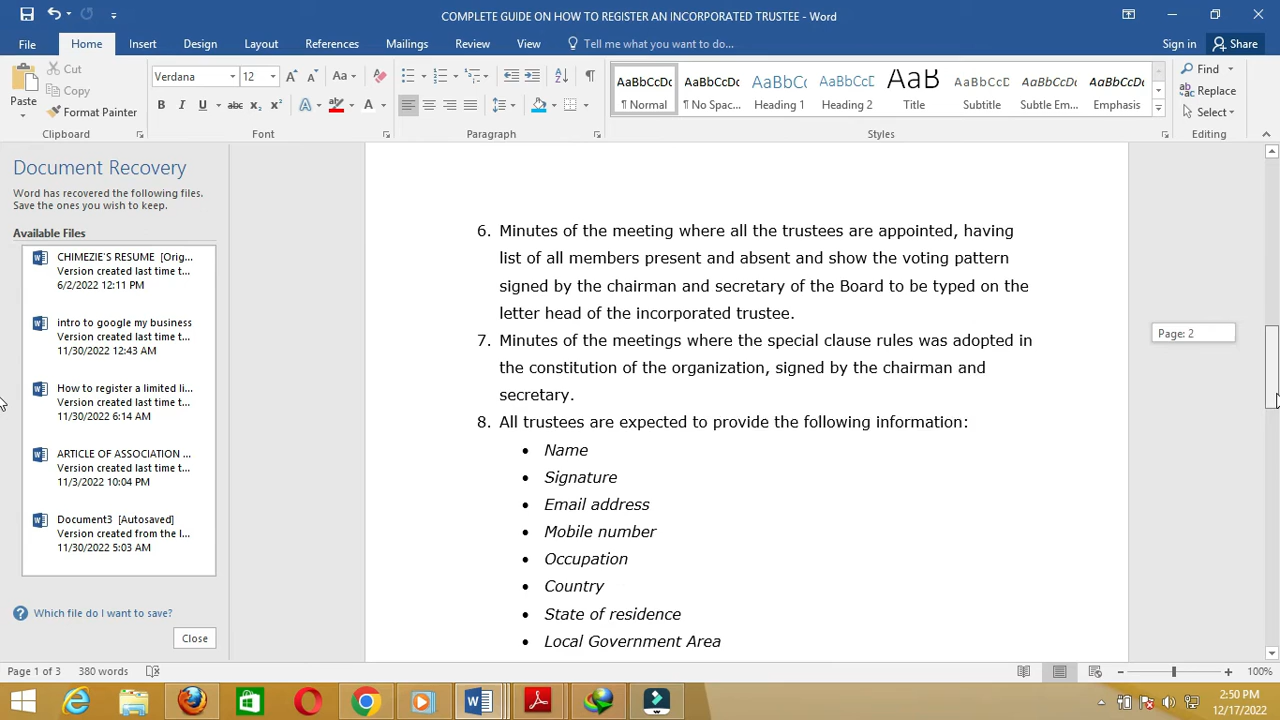 COMPLETE GUIDE ON HOW TO REGISTER AN INCORPORATED TRUSTEE - Word
File Home Insert Design Layout References Mailings Review View Tell me what you want to do... Sign in Share
Paste
Cut
Copy
Format Painter
Clipboard
Verdana 12
Font
Paragraph
AaBbCcDc ¶ Normal
AaBbCcDc ¶ No Spac...
AaBbCc Heading 1
AaBbCcD Heading 2
AaB Title
AaBbCcD Subtitle
AaBbCcDc Subtle Em...
AaBbCcDc Emphasis
Styles
Find
Replace
Select
Editing
Document Recovery
Word has recovered the following files.
Save the ones you wish to keep.
Available Files
CHIMEZIE'S RESUME [Orig...
Version created last time t...
6/2/2022 12:11 PM
intro to google my business
Version created last time t...
11/30/2022 12:43 AM
How to register a limited li...
Version created last time t...
11/30/2022 6:14 AM
ARTICLE OF ASSOCIATION ...
Version created last time t...
11/3/2022 10:04 PM
Document3 [Autosaved]
Version created from the l...
11/30/2022 5:03 AM
Which file do I want to save?
Close
6. Minutes of the meeting where all the trustees are appointed, having
list of all members present and absent and show the voting pattern
signed by the chairman and secretary of the Board to be typed on the
letter head of the incorporated trustee.
7. Minutes of the meetings where the special clause rules was adopted in
the constitution of the organization, signed by the chairman and
secretary.
8. All trustees are expected to provide the following information:
• Name
• Signature
• Email address
• Mobile number
• Occupation
• Country
• State of residence
• Local Government Area
Page: 2
Page 1 of 3 380 words 100%
2:50 PM
12/17/2022